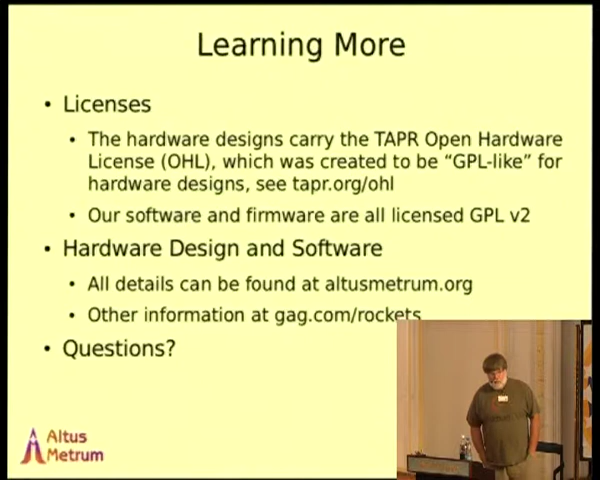 Learning More
• Licenses
• The hardware designs carry the TAPR Open Hardware
License (OHL), which was created to be “GPL-like” for
hardware designs, see tapr.org/ohl
• Our software and firmware are all licensed GPL v2
• Hardware Design and Software
• All details can be found at altusmetrum.org
• Other information at gag.com/rockets
• Questions?
Altus
Metrum